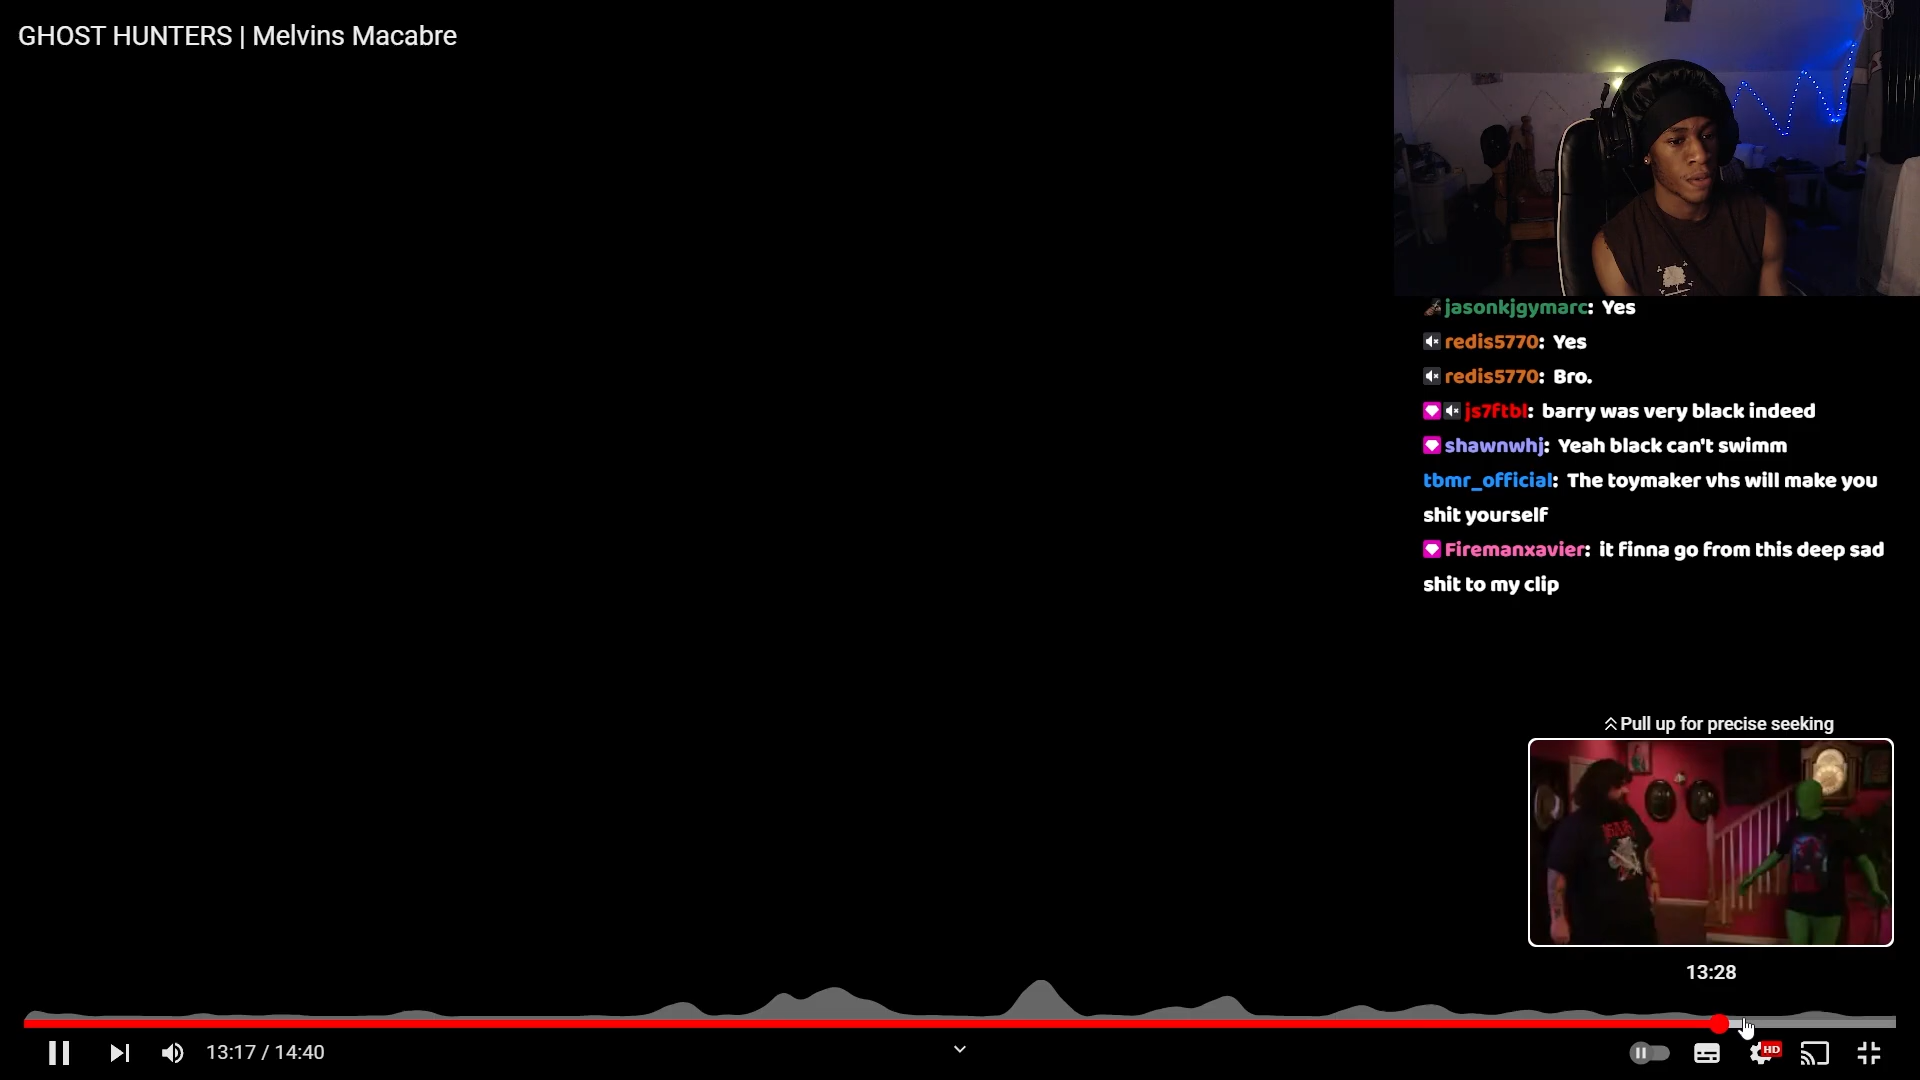 GHOST HUNTERS | Melvins Macabre
jasonkjgymarc: Yes
redis5770: Yes
redis5770: Bro.
js7ftbl: barry was very black indeed
shawnwhj: Yeah black can't swimm
tbmr_official: The toymaker vhs will make you
shit yourself
Firemanxavier: it finna go from this deep sad
shit to my clip
Pull up for precise seeking
13:28
13:17 / 14:40
HD